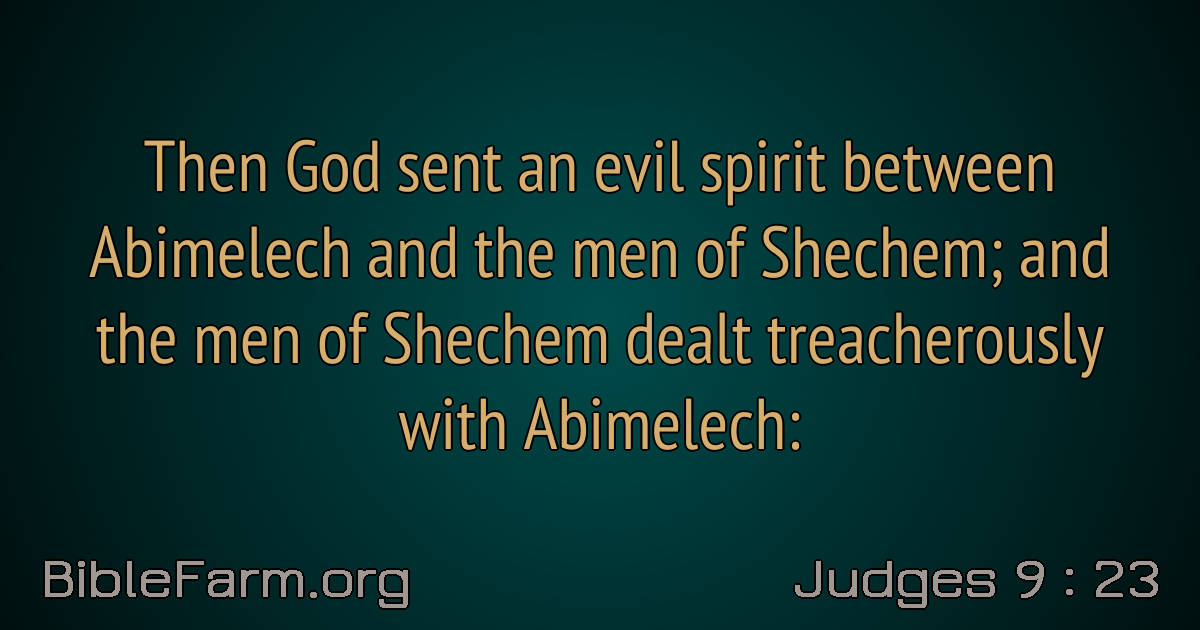 Then God sent an evil spirit between
Abimelech and the men of Shechem; and
the men of Shechem dealt treacherously
with Abimelech:
BibleFarm.org
Judges 9 : 23